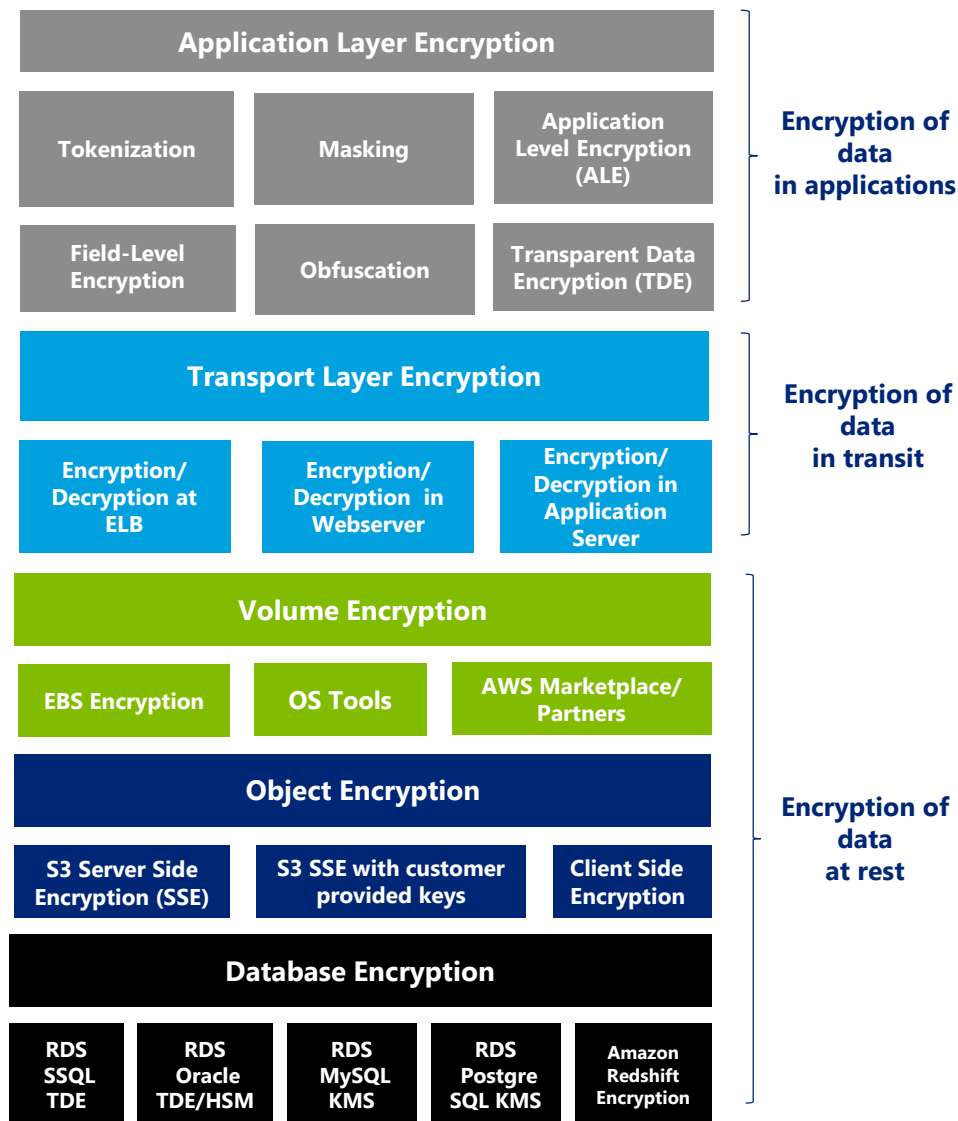 Application Layer Encryption
Tokenization
Masking
Application
Level Encryption
(ALE)
Field-Level
Encryption
Obfuscation
Transparent Data
Encryption (TDE)
Encryption of
data
in applications
Transport Layer Encryption
Encryption/
Decryption at
ELB
Encryption/
Decryption in
Webserver
Encryption/
Decryption in
Application
Server
Encryption of
data
in transit
Volume Encryption
EBS Encryption
OS Tools
AWS Marketplace/
Partners
Object Encryption
S3 Server Side
Encryption (SSE)
S3 SSE with customer
provided keys
Client Side
Encryption
Database Encryption
RDS
SSQL
TDE
RDS
Oracle
TDE/HSM
RDS
MySQL
KMS
RDS
Postgre
SQL KMS
Amazon
Redshift
Encryption
Encryption of
data
at rest